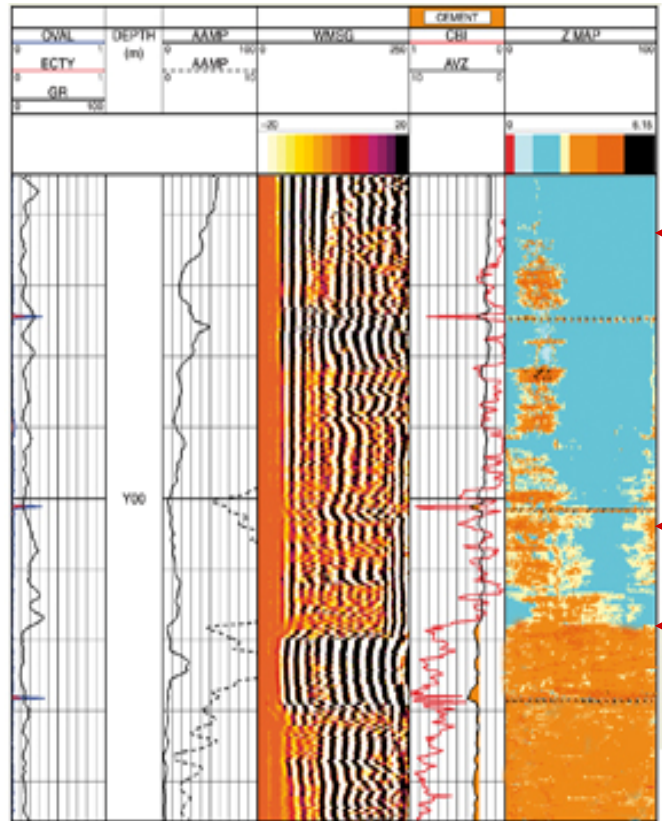 CEMENT
OVAL DEPTH AAMP WMSG CBI Z MAP
0 1 (m) 0 100 0 250 1 0 0 100
ECTY AAMP AVZ
0 1 0 10 10 0
GR
0 100
-20 20 0 6.15
Y00